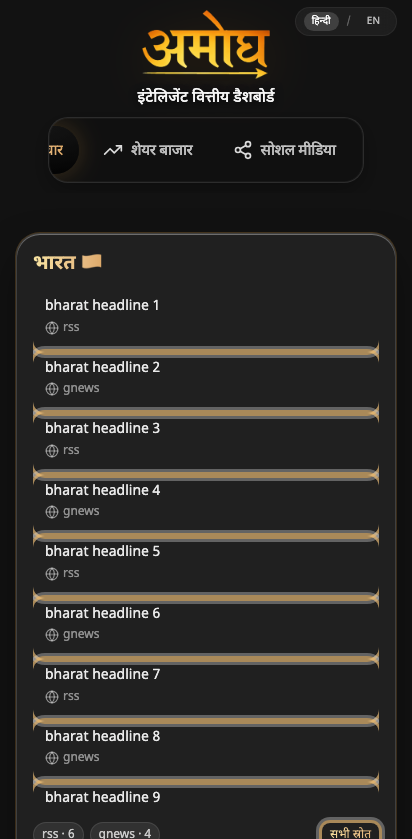 हिन्दी / EN
अमोघ
इंटेलिजेंट वित्तीय डैशबोर्ड
शेयर बाजार
सोशल मीडिया
भारत
bharat headline 1
rss
bharat headline 2
gnews
bharat headline 3
rss
bharat headline 4
gnews
bharat headline 5
rss
bharat headline 6
gnews
bharat headline 7
rss
bharat headline 8
gnews
bharat headline 9
rss · 6
gnews · 4
सभी स्रोत